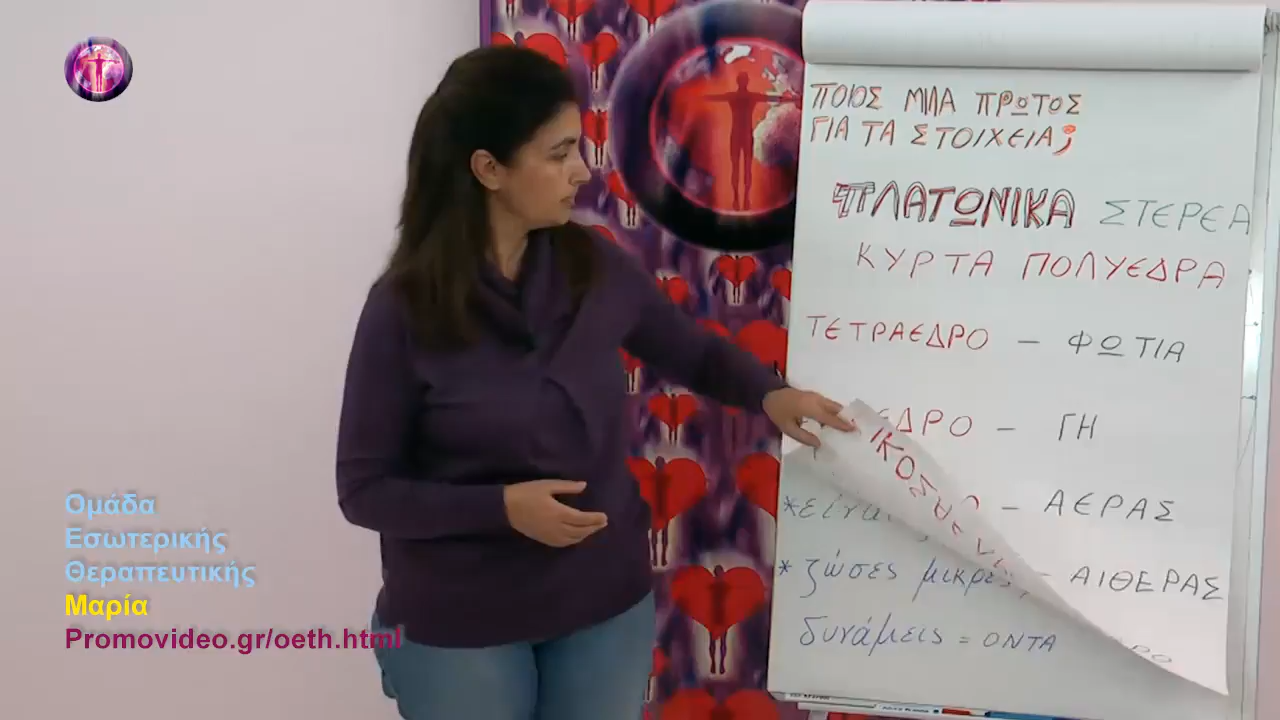 ΠΟΙΟΣ ΜΙΛΑ ΠΡΩΤΟΣ
ΓΙΑ ΤΑ ΣΤΟΙΧΕΙΑ;
ΠΛΑΤΩΝΙΚΑ ΣΤΕΡΕΑ
ΚΥΡΤΑ ΠΟΛΥΕΔΡΑ
ΤΕΤΡΑΕΔΡΟ – ΦΩΤΙΑ
ΕΔΡΟ – ΓΗ
– ΑΕΡΑΣ
* ζώσες μικρές – ΑΙΘΕΡΑΣ
δυνάμεις = ΟΝΤΑ
Ομάδα
Εσωτερικής
Θεραπευτικής
Μαρία
Promovideo.gr/oeth.html